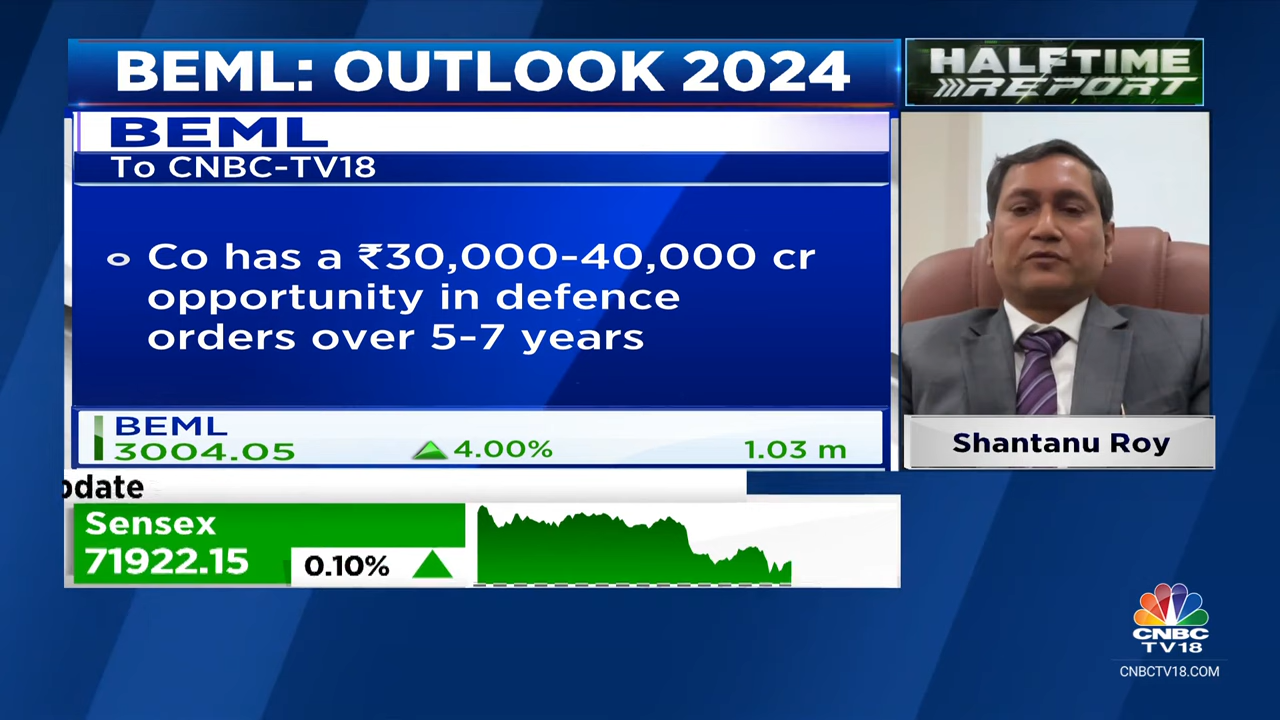 BEML: OUTLOOK 2024
HALFTIME
REPORT
BEML
To CNBC-TV18
Co has a ₹30,000-40,000 cr
opportunity in defence
orders over 5-7 years
BEML
3004.05 4.00% 1.03 m
Shantanu Roy
Sensex
71922.15 0.10%
CNBC
TV18
CNBCTV18.COM